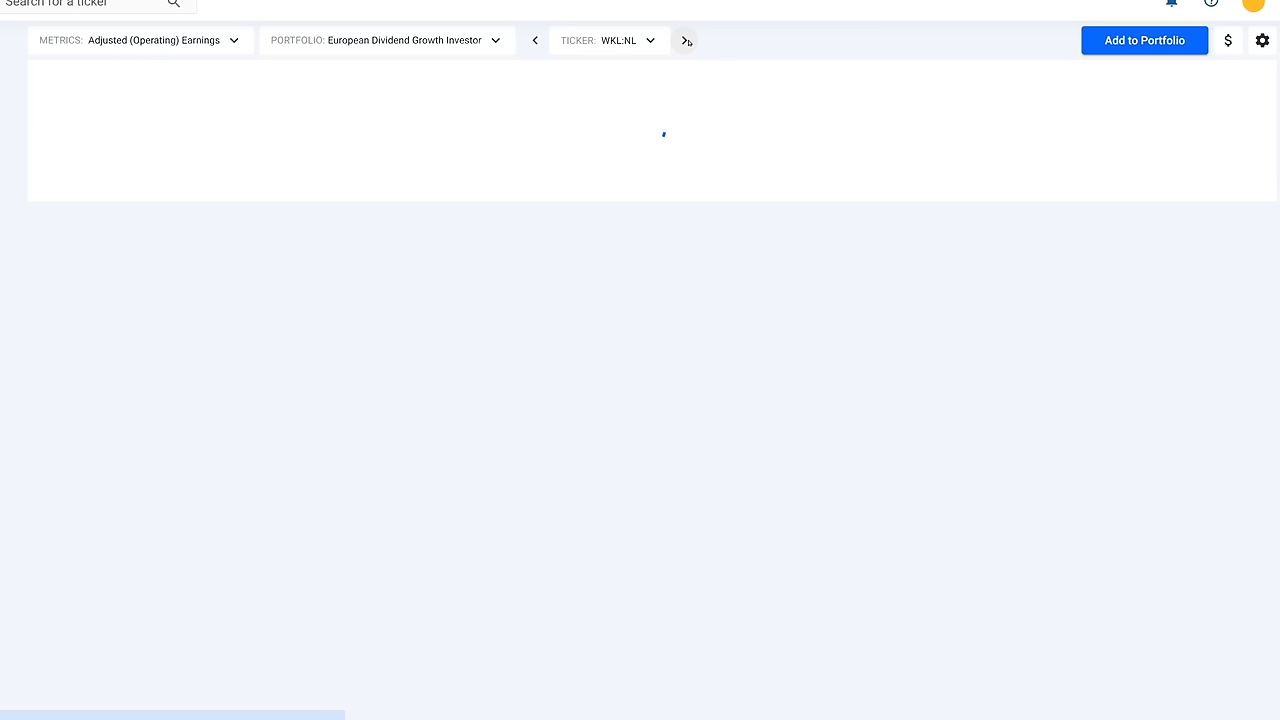 Search for a ticker
METRICS: Adjusted (Operating) Earnings
PORTFOLIO: European Dividend Growth Investor
TICKER: WKL:NL
Add to Portfolio
$